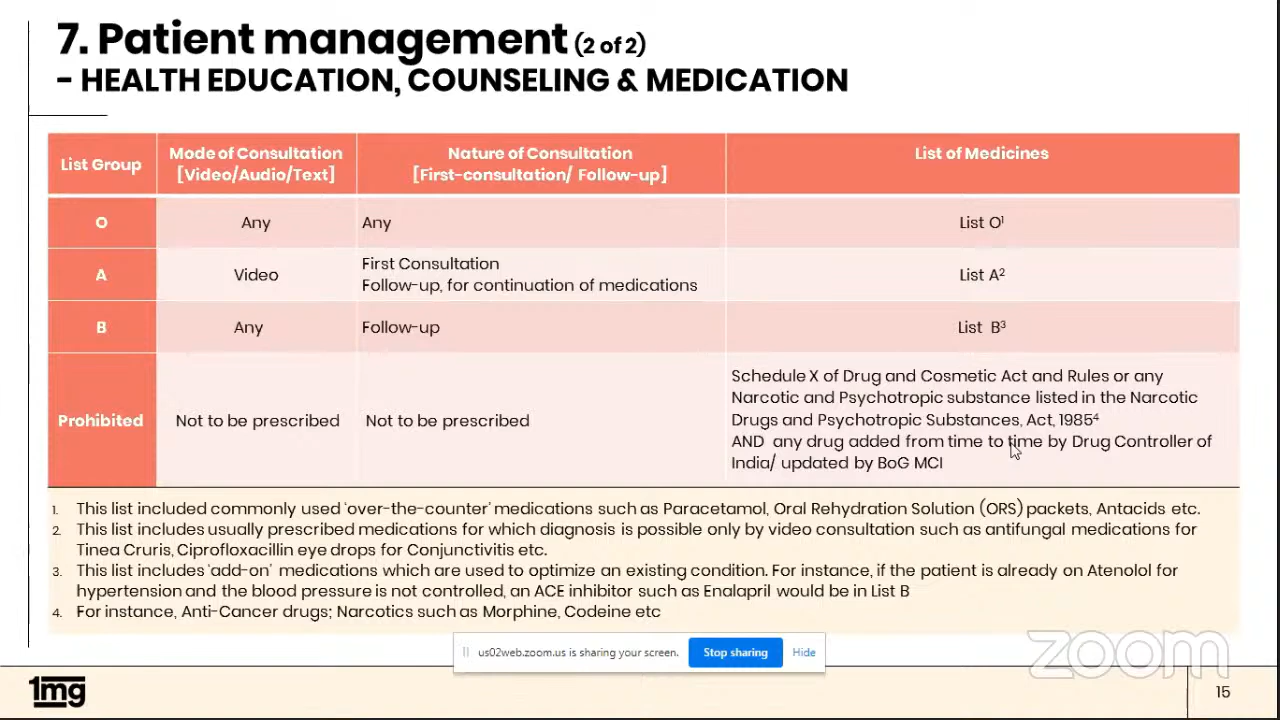 7. Patient management (2 of 2)
- HEALTH EDUCATION, COUNSELING & MEDICATION
List Group
Mode of Consultation
[Video/Audio/Text]
Nature of Consultation
[First-consultation/ Follow-up]
List of Medicines
O
Any
Any
List O¹
A
Video
First Consultation
Follow-up, for continuation of medications
List A²
B
Any
Follow-up
List B³
Prohibited
Not to be prescribed
Not to be prescribed
Schedule X of Drug and Cosmetic Act and Rules or any
Narcotic and Psychotropic substance listed in the Narcotic
Drugs and Psychotropic Substances, Act, 1985⁴
AND any drug added from time to time by Drug Controller of
India/ updated by BoG MCI
1. This list included commonly used 'over-the-counter' medications such as Paracetamol, Oral Rehydration Solution (ORS) packets, Antacids etc.
2. This list includes usually prescribed medications for which diagnosis is possible only by video consultation such as antifungal medications for
Tinea Cruris, Ciprofloxacillin eye drops for Conjunctivitis etc.
3. This list includes 'add-on' medications which are used to optimize an existing condition. For instance, if the patient is already on Atenolol for
hypertension and the blood pressure is not controlled, an ACE inhibitor such as Enalapril would be in List B
4. For instance, Anti-Cancer drugs; Narcotics such as Morphine, Codeine etc
zoom
us02web.zoom.us is sharing your screen.
Stop sharing
Hide
1mg
15